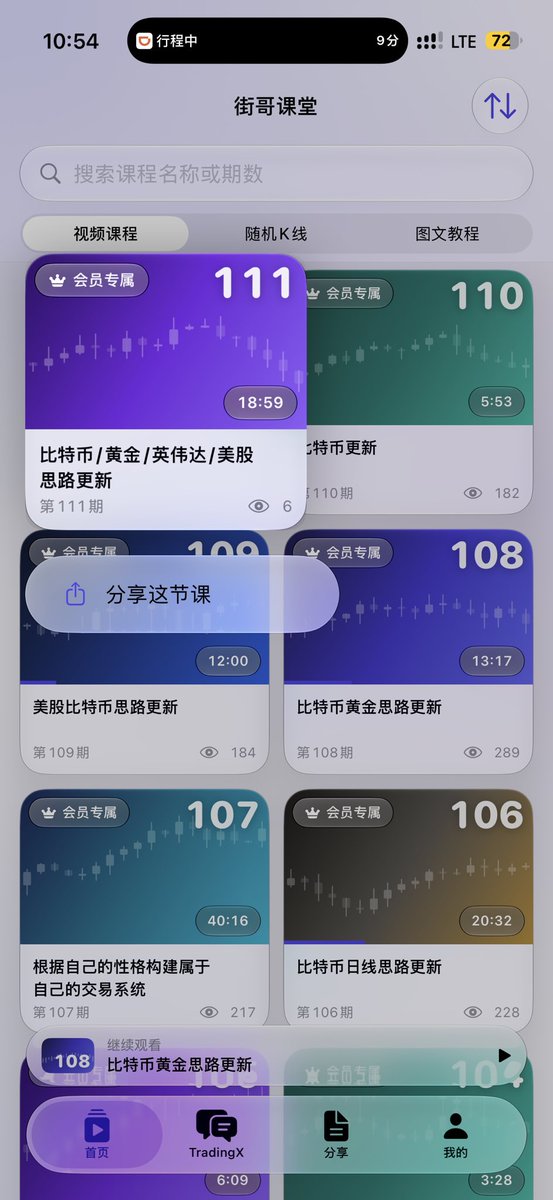 10:54
行程中
9分
LTE
72
街哥课堂
搜索课程名称或期数
视频课程
随机K线
图文教程
会员专属
111
18:59
比特币/黄金/英伟达/美股
思路更新
第111期
6
会员专属
110
5:53
比特币更新
第110期
182
会员专属
109
分享这节课
12:00
美股比特币思路更新
第109期
184
会员专属
108
13:17
比特币黄金思路更新
第108期
289
会员专属
107
40:16
根据自己的性格构建属于
自己的交易系统
第107期
217
会员专属
106
20:32
比特币日线思路更新
第106期
228
108
继续观看
比特币黄金思路更新
105
会员专属
104
首页
TradingX
分享
我的
6:09
3:28